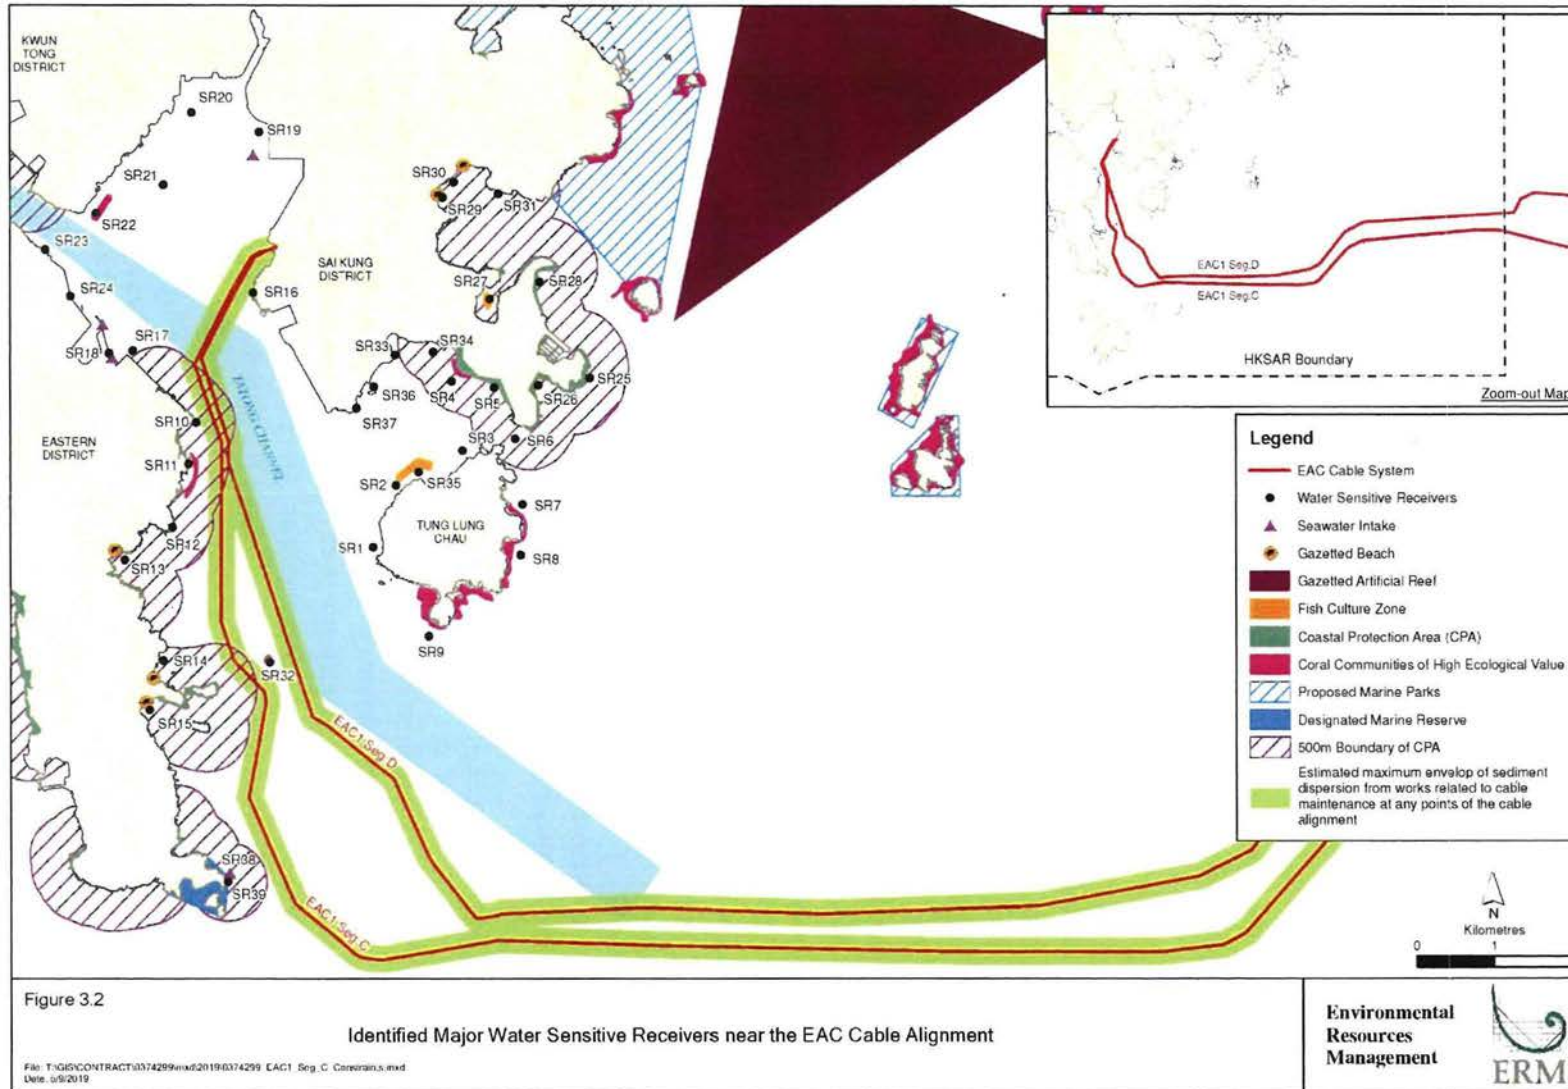 KWUN
TONG
DISTRICT
SR20
SR19
SR21
SR22
SR23
SR24
SR18
SR17
SR16
SAI KUNG
DISTRICT
SR30
SR29
SR31
SR27
SR28
SR33
SR34
SR36
SR4
SR5
SR26
SR25
SR37
SR3
SR6
SR2
SR35
SR7
TUNG LUNG
CHAU
SR1
SR8
SR9
EASTERN
DISTRICT
SR10
SR11
SR12
SR13
SR14
SR15
SR32
SR38
SR39
TATHONG CHANNEL
EAC1 Seg.D
EAC1 Seg.C
EAC1 Seg.D
EAC1 Seg.C
HKSAR Boundary
Zoom-out Map
Legend
EAC Cable System
Water Sensitive Receivers
Seawater Intake
Gazetted Beach
Gazetted Artificial Reef
Fish Culture Zone
Coastal Protection Area (CPA)
Coral Communities of High Ecological Value
Proposed Marine Parks
Designated Marine Reserve
500m Boundary of CPA
Estimated maximum envelop of sediment
dispersion from works related to cable
maintenance at any points of the cable
alignment
N
Kilometres
0 1
Figure 3.2
Identified Major Water Sensitive Receivers near the EAC Cable Alignment
Date: 5/9/2019
Environmental
Resources
Management
ERM